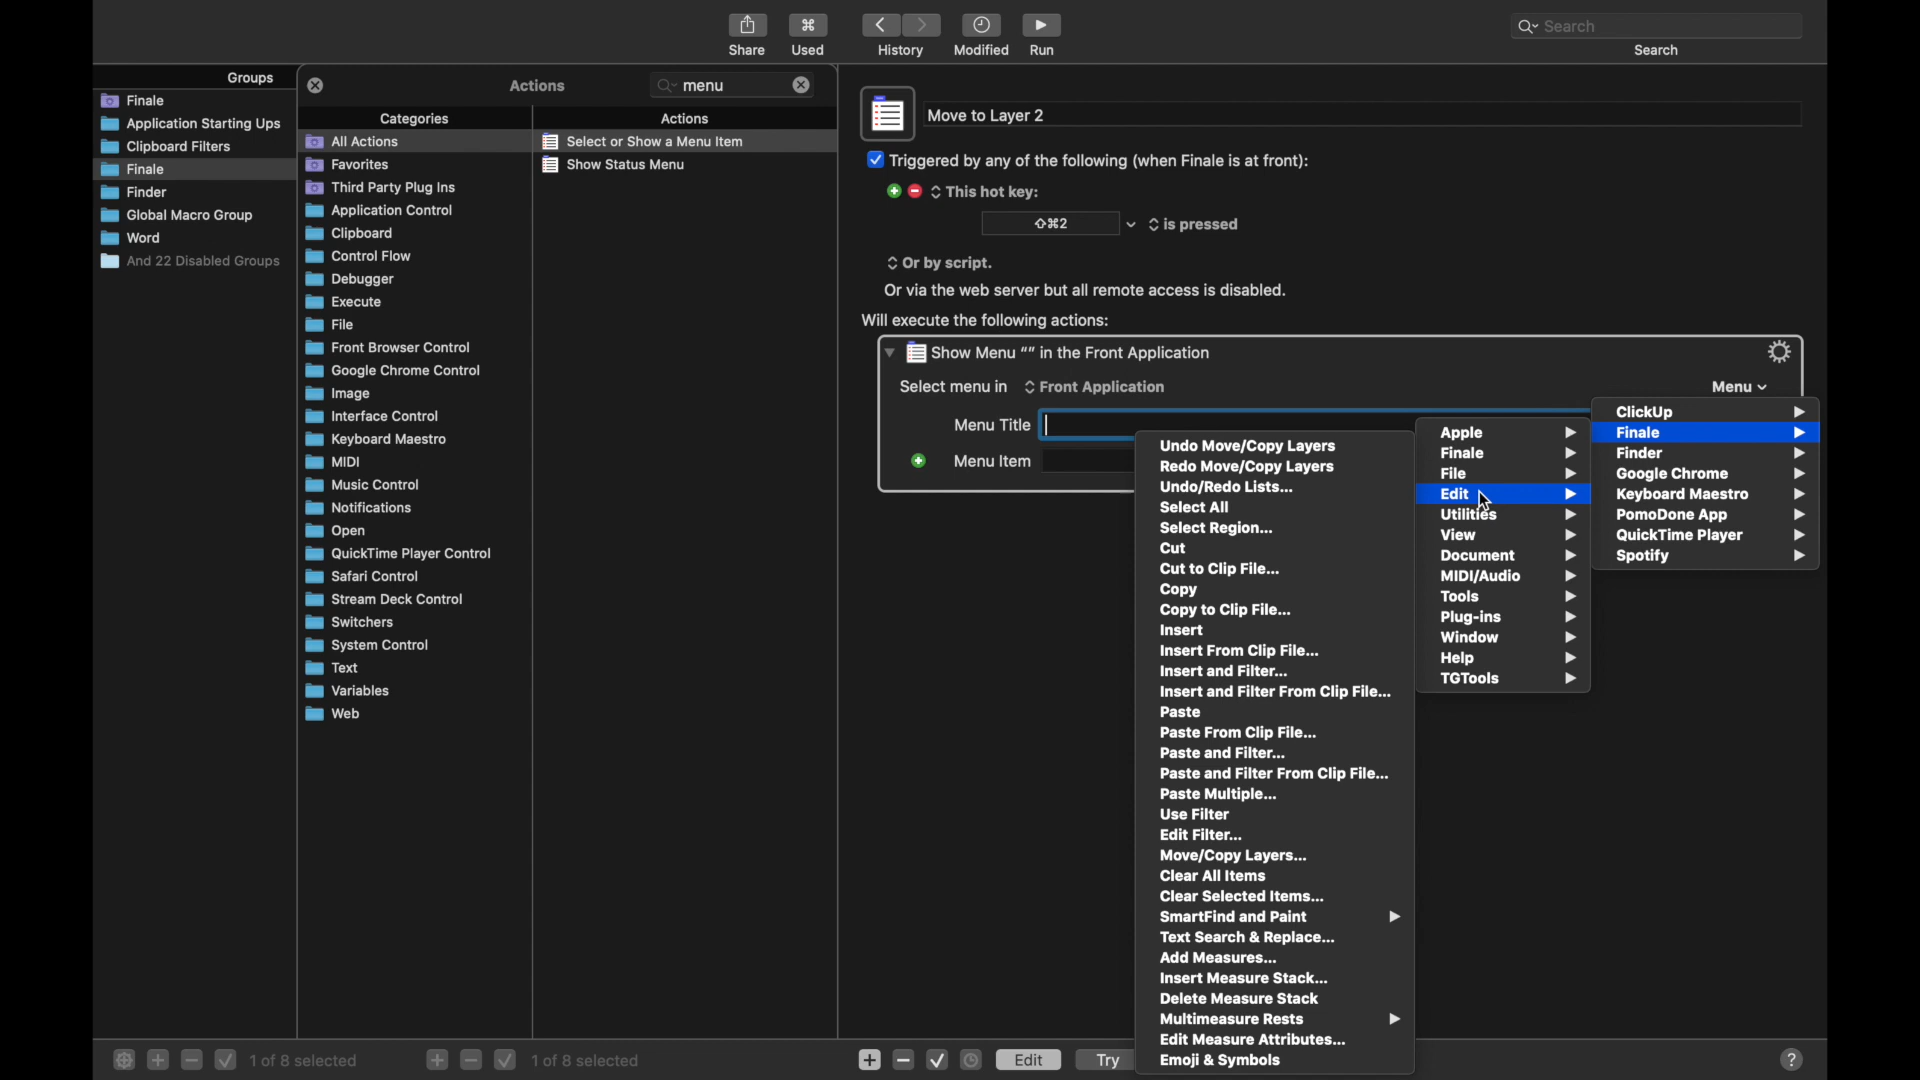 Share
Used
History
Modified
Run
Search
Search
Groups
Finale
Application Starting Ups
Clipboard Filters
Finale
Finder
Global Macro Group
Word
And 22 Disabled Groups
Actions
menu
Categories
All Actions
Favorites
Third Party Plug Ins
Application Control
Clipboard
Control Flow
Debugger
Execute
File
Front Browser Control
Google Chrome Control
Image
Interface Control
Keyboard Maestro
MIDI
Music Control
Notifications
Open
QuickTime Player Control
Safari Control
Stream Deck Control
Switchers
System Control
Text
Variables
Web
Actions
Select or Show a Menu Item
Show Status Menu
Move to Layer 2
Triggered by any of the following (when Finale is at front):
This hot key:
⇧⌘2
is pressed
Or by script.
Or via the web server but all remote access is disabled.
Will execute the following actions:
Show Menu “” in the Front Application
Select menu in Front Application
Menu
Menu Title
Menu Item
ClickUp
Finale
Finder
Google Chrome
Keyboard Maestro
PomoDone App
QuickTime Player
Spotify
Apple
Finale
File
Edit
Utilities
View
Document
MIDI/Audio
Tools
Plug-ins
Window
Help
TGTools
Undo Move/Copy Layers
Redo Move/Copy Layers
Undo/Redo Lists...
Select All
Select Region...
Cut
Cut to Clip File...
Copy
Copy to Clip File...
Insert
Insert From Clip File...
Insert and Filter...
Insert and Filter From Clip File...
Paste
Paste From Clip File...
Paste and Filter...
Paste and Filter From Clip File...
Paste Multiple...
Use Filter
Edit Filter...
Move/Copy Layers...
Clear All Items
Clear Selected Items...
SmartFind and Paint
Text Search & Replace...
Add Measures...
Insert Measure Stack...
Delete Measure Stack
Multimeasure Rests
Edit Measure Attributes...
Emoji & Symbols
1 of 8 selected
1 of 8 selected
Edit
Try
?